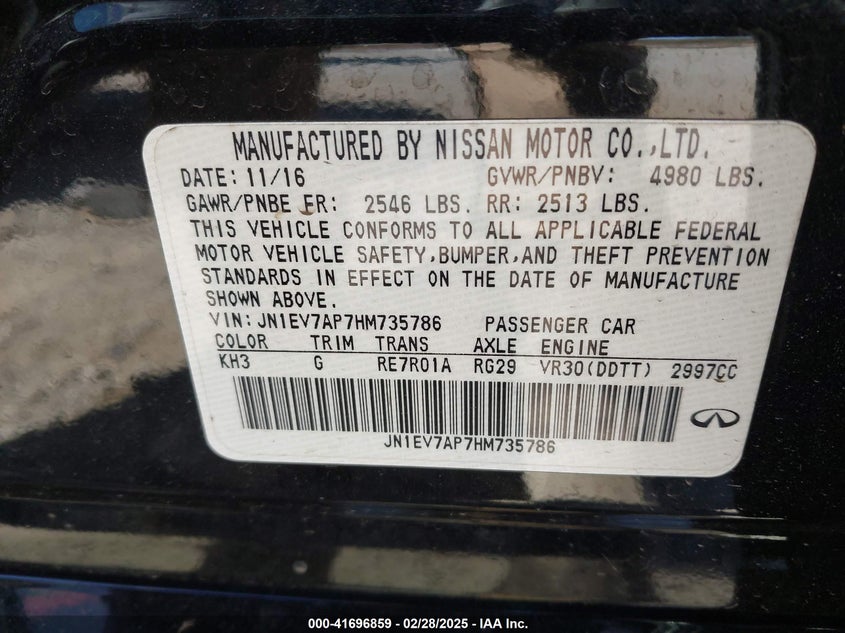 MANUFACTURED BY NISSAN MOTOR CO.,LTD.
DATE: 11/16 GVWR/PNBV: 4980 LBS.
GAWR/PNBE FR: 2546 LBS. RR: 2513 LBS.
THIS VEHICLE CONFORMS TO ALL APPLICABLE FEDERAL
MOTOR VEHICLE SAFETY,BUMPER,AND THEFT PREVENTION
STANDARDS IN EFFECT ON THE DATE OF MANUFACTURE
SHOWN ABOVE.
VIN:JN1EV7AP7HM735786 PASSENGER CAR
COLOR TRIM TRANS AXLE ENGINE
KH3 G RE7R01A RG29 VR30(DDTT) 2997CC
JN1EV7AP7HM735786
000-41696859 - 02/28/2025 - IAA Inc.